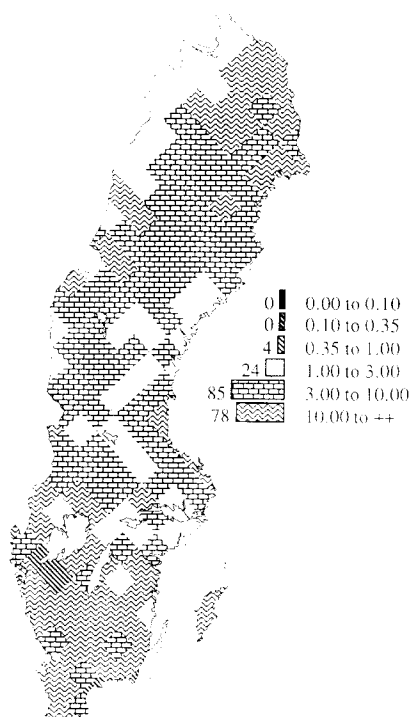 0 0.00 to 0.10
0 0.10 to 0.35
4 0.35 to 1.00
24 1.00 to 3.00
85 3.00 to 10.00
78 10.00 to ++